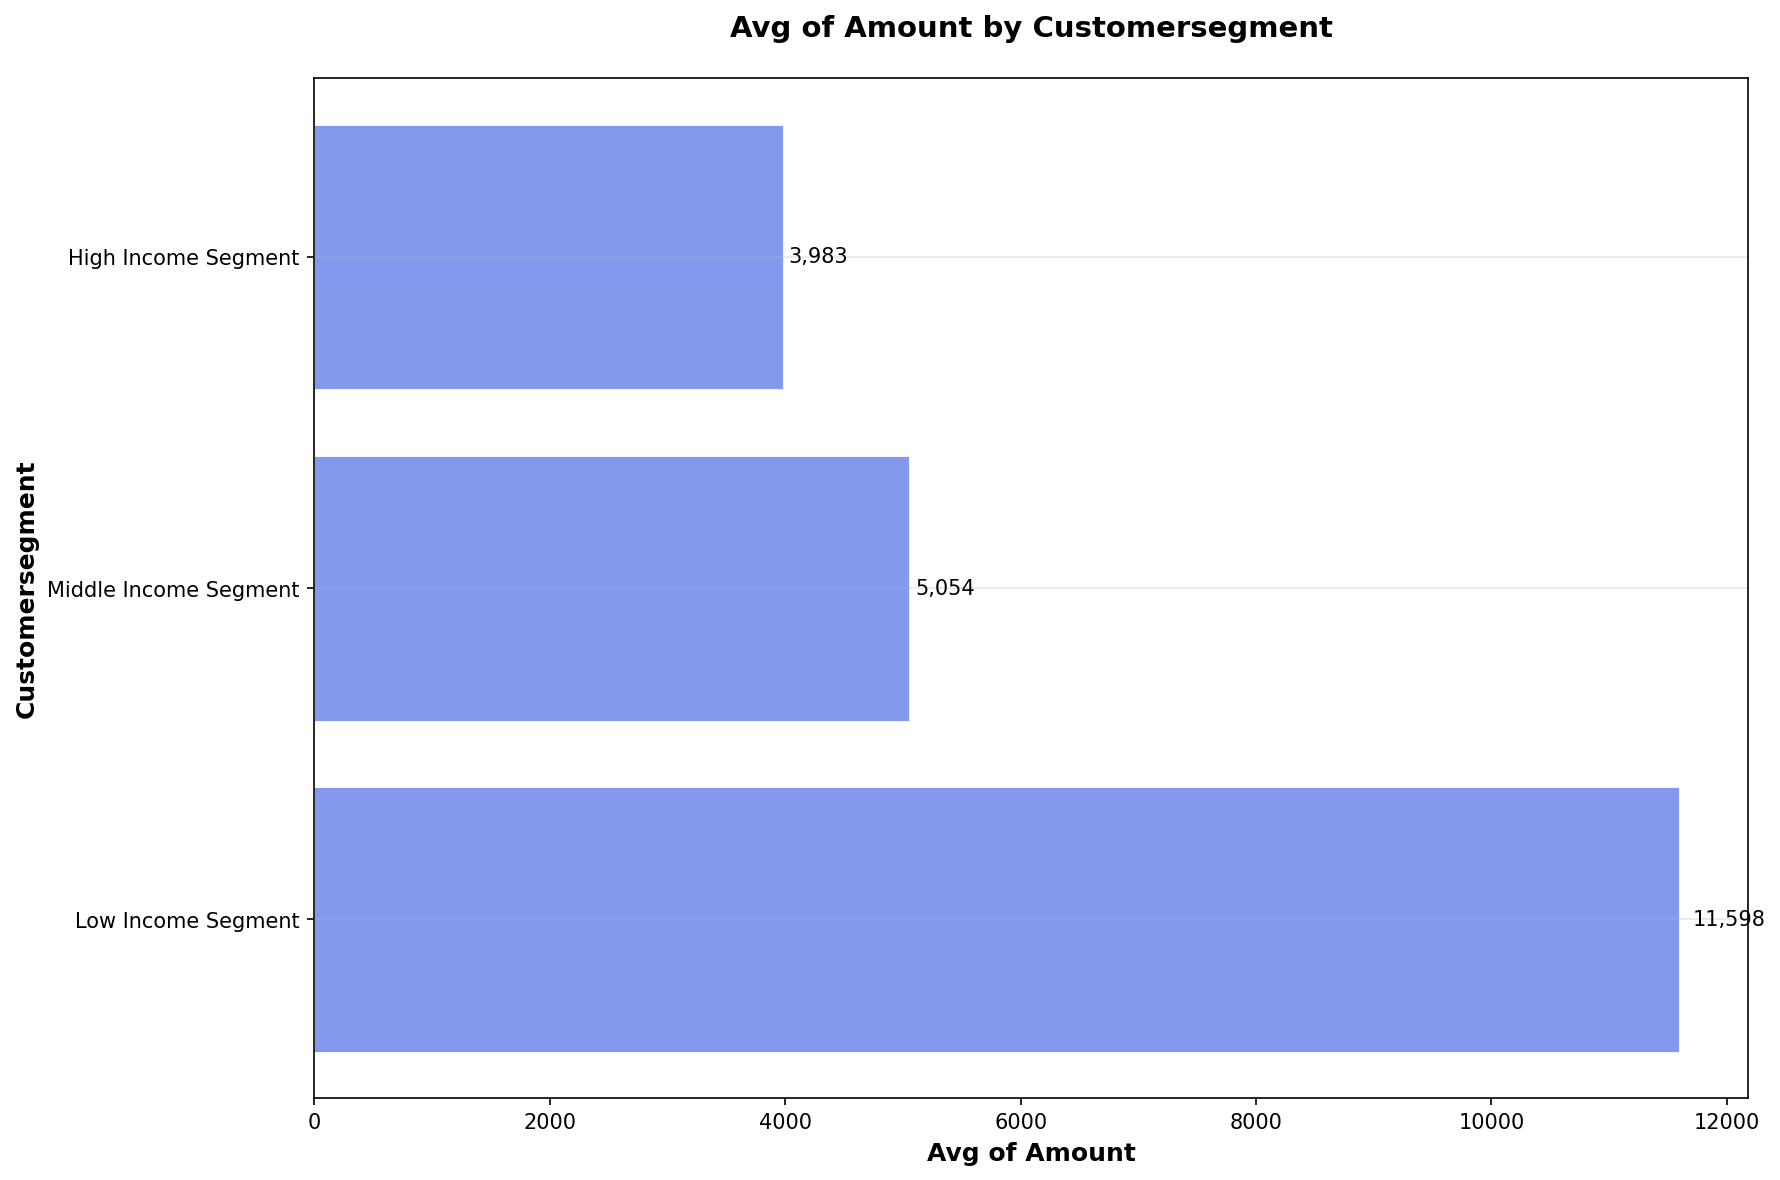 Avg of Amount by Customersegment
Customersegment
High Income Segment
3,983
Middle Income Segment
5,054
Low Income Segment
11,598
0 2000 4000 6000 8000 10000 12000
Avg of Amount